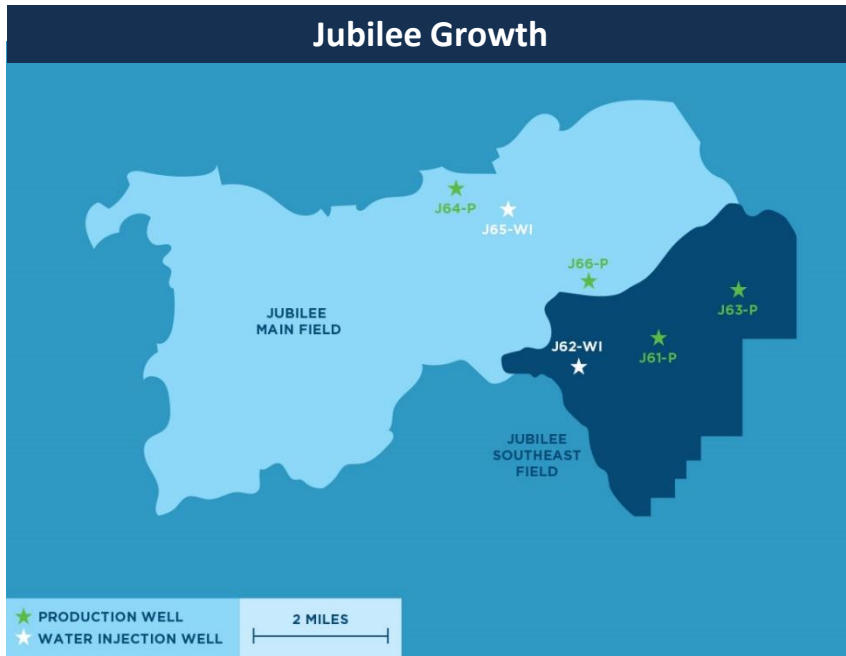 Jubilee Growth
J64-P
J65-WI
J66-P
J63-P
JUBILEE
MAIN FIELD
J62-WI
J61-P
JUBILEE
SOUTHEAST
FIELD
PRODUCTION WELL
WATER INJECTION WELL
2 MILES